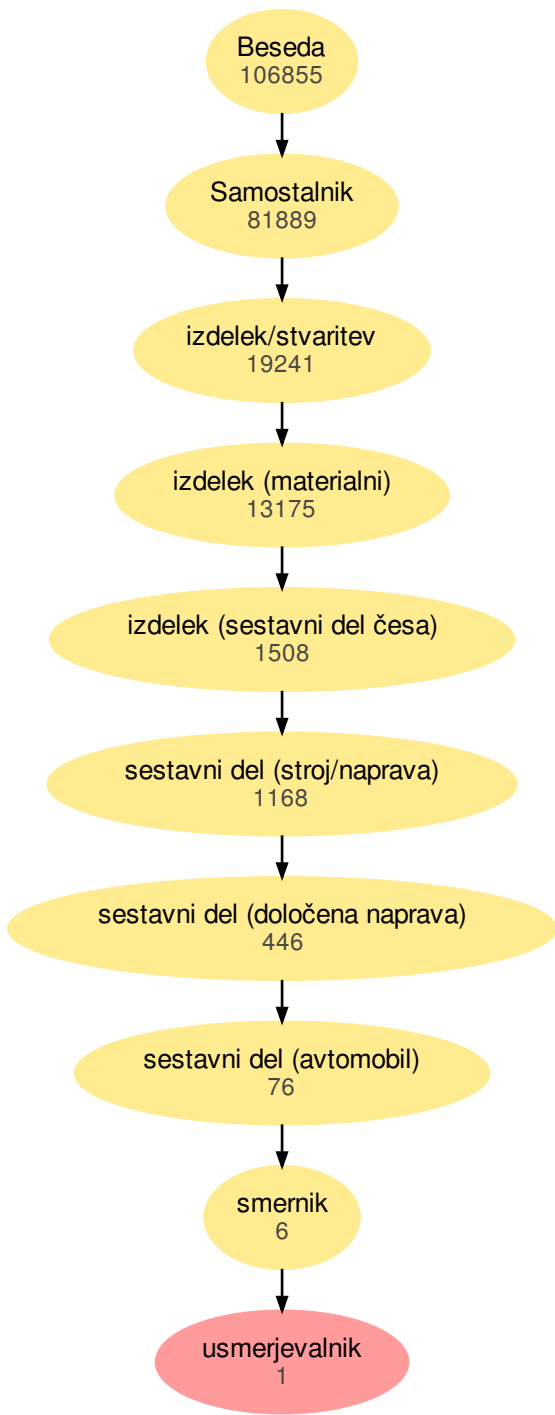 Beseda
106855
Samostalnik
81889
izdelek/stvaritev
19241
izdelek (materialni)
13175
izdelek (sestavni del česa)
1508
sestavni del (stroj/naprava)
1168
sestavni del (določena naprava)
446
sestavni del (avtomobil)
76
smernik
6
usmerjevalnik
1